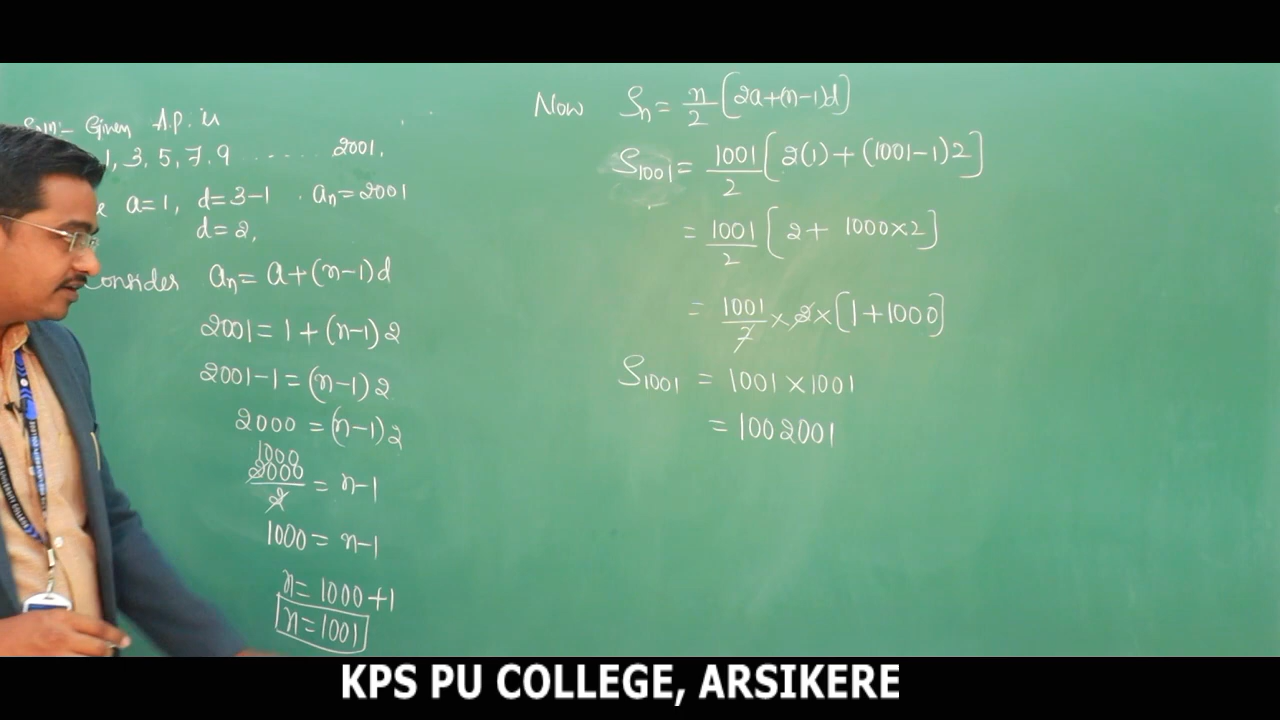 Soln:- Given A.P. is
1, 3, 5, 7, 9 ...... 2001,
a=1, d=3-1 . aₙ=2001
d=2,
Consider aₙ= a+(n-1)d
2001=1+(n-1)2
2001-1=(n-1)2
2000=(n-1)2
1000
2000/2 = n-1
1000=n-1
n=1000+1
n=1001
Now Sₙ= n/2 [2a+(n-1)d]
S₁₀₀₁= 1001/2 [2(1)+(1001-1)2]
= 1001/2 [2+ 1000×2]
= 1001/2 ×2×[1+1000]
S₁₀₀₁ = 1001×1001
= 1002001
KPS PU COLLEGE, ARSIKERE